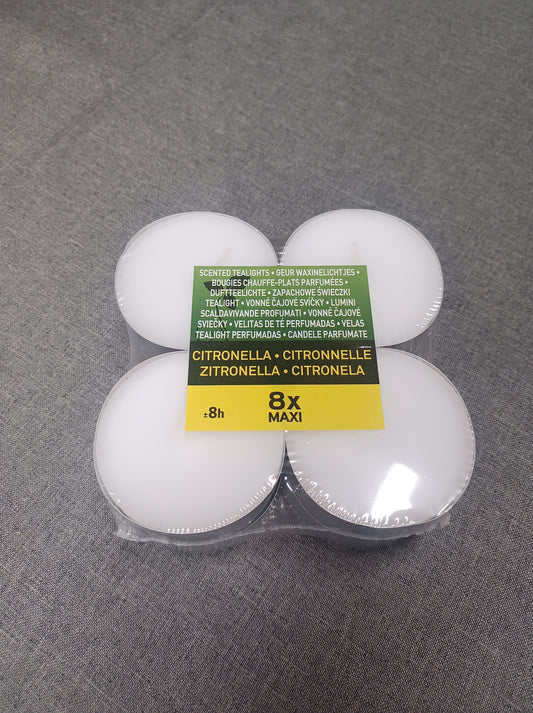 SCENTED TEALIGHTS • GEUR WAXINELICHTJES •
BOUGIES CHAUFFE-PLATS PARFUMÉES •
DUFTTEELICHTE • ZAPACHOWE ŚWIECZKI
TEALIGHT • VONNÉ ČAJOVÉ SVÍČKY • LUMINI
SCALDAVIVANDE PROFUMATI • VONNÉ ČAJOVÉ
SVIEČKY • VELITAS DE TÉ PERFUMADAS • VELAS
TEALIGHT PERFUMADAS • CANDELE PARFUMATE
CITRONELLA • CITRONNELLE
ZITRONELLA • CITRONELA
±8h
8x
MAXI